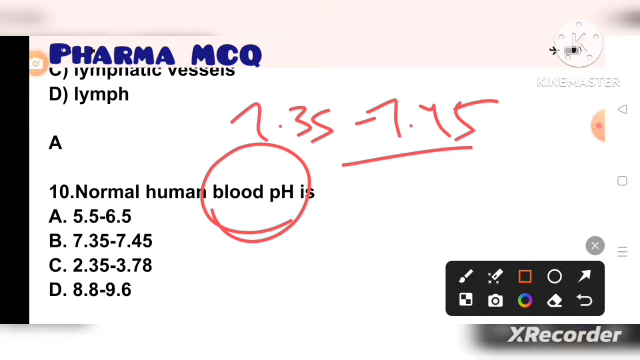 PHARMA MCQ
KINEMASTER
C) lymphatic vessels
D) lymph
7.35-7.45
A
10.Normal human blood pH is
A. 5.5-6.5
B. 7.35-7.45
C. 2.35-3.78
D. 8.8-9.6
XRecorder